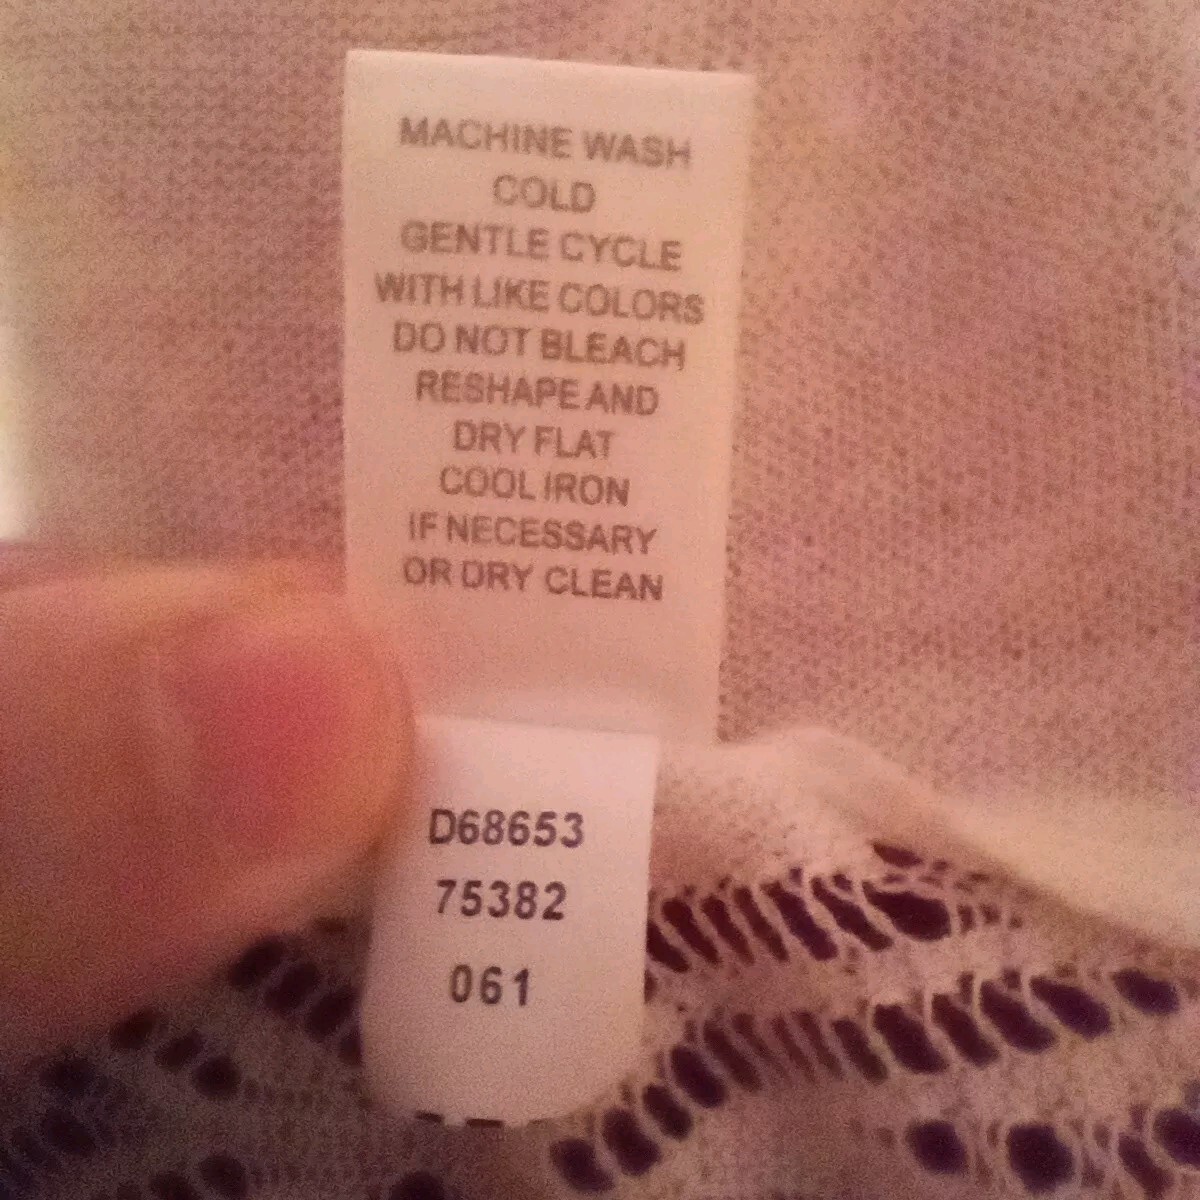 MACHINE WASH
COLD
GENTLE CYCLE
WITH LIKE COLORS
DO NOT BLEACH
RESHAPE AND
DRY FLAT
COOL IRON
IF NECESSARY
OR DRY CLEAN
D68653
75382
061